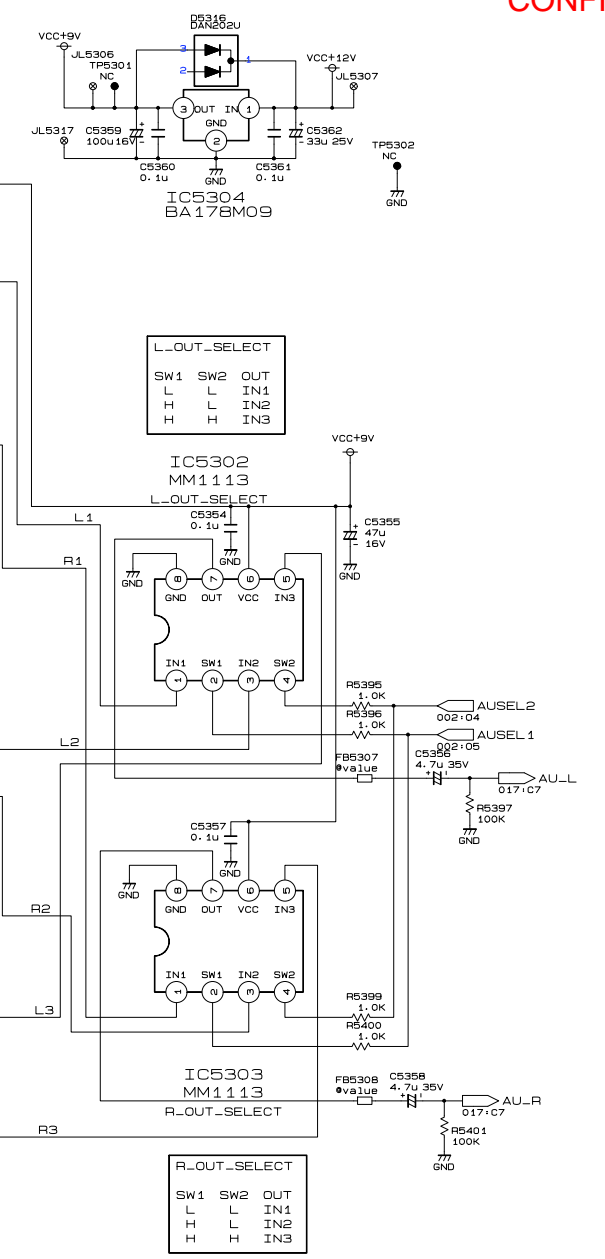 CONFI
D5316
DAN202U
VCC+9V
JL5306
TP5301
NC
3
2
1
VCC+12V
JL5307
3 OUT IN 1
GND
2
JL5317
C5359
100u16V
+
-
C5360
0.1u
GND
C5361
0.1u
+
-
C5362
33u 25V
IC5304
BA178M09
TP5302
NC
GND
L_OUT_SELECT
SW1 SW2 OUT
L L IN1
H L IN2
H H IN3
VCC+9V
IC5302
MM1113
L_OUT_SELECT
L1
C5354
0.1u
GND
+
-
C5355
47u
16V
GND
R1
GND
8 7 6 5
GND OUT VCC IN3
IN1 SW1 IN2 SW2
1 2 3 4
R5395
1.0K
AUSEL2
002:04
R5396
1.0K
AUSEL1
002:05
L2
FB5307
@value
C5356
4.7u 35V
+
AU_L
017:C7
R5397
100K
GND
C5357
0.1u
GND
GND
8 7 6 5
GND OUT VCC IN3
R2
IN1 SW1 IN2 SW2
1 2 3 4
L3
R5399
1.0K
R5400
1.0K
IC5303
MM1113
R_OUT_SELECT
FB5308
@value
C5358
4.7u 35V
+
AU_R
017:C7
R3
R5401
100K
GND
R_OUT_SELECT
SW1 SW2 OUT
L L IN1
H L IN2
H H IN3